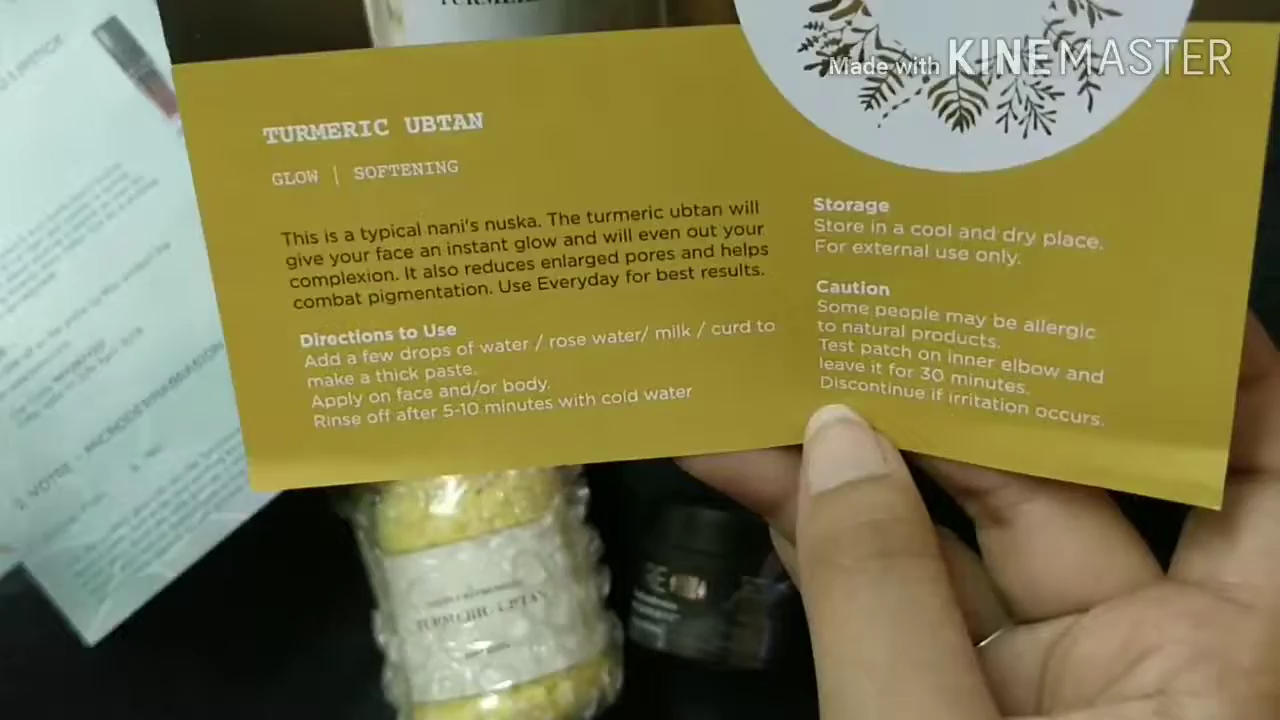 Made with KINEMASTER
TURMERIC UBTAN
GLOW | SOFTENING
This is a typical nani's nuska. The turmeric ubtan will
give your face an instant glow and will even out your
complexion. It also reduces enlarged pores and helps
combat pigmentation. Use Everyday for best results.
Directions to Use
Add a few drops of water / rose water/ milk / curd to
make a thick paste.
Apply on face and/or body.
Rinse off after 5-10 minutes with cold water
Storage
Store in a cool and dry place.
For external use only.
Caution
Some people may be allergic
to natural products.
Test patch on inner elbow and
leave it for 30 minutes.
Discontinue if irritation occurs.
TURMERIC UBTAN